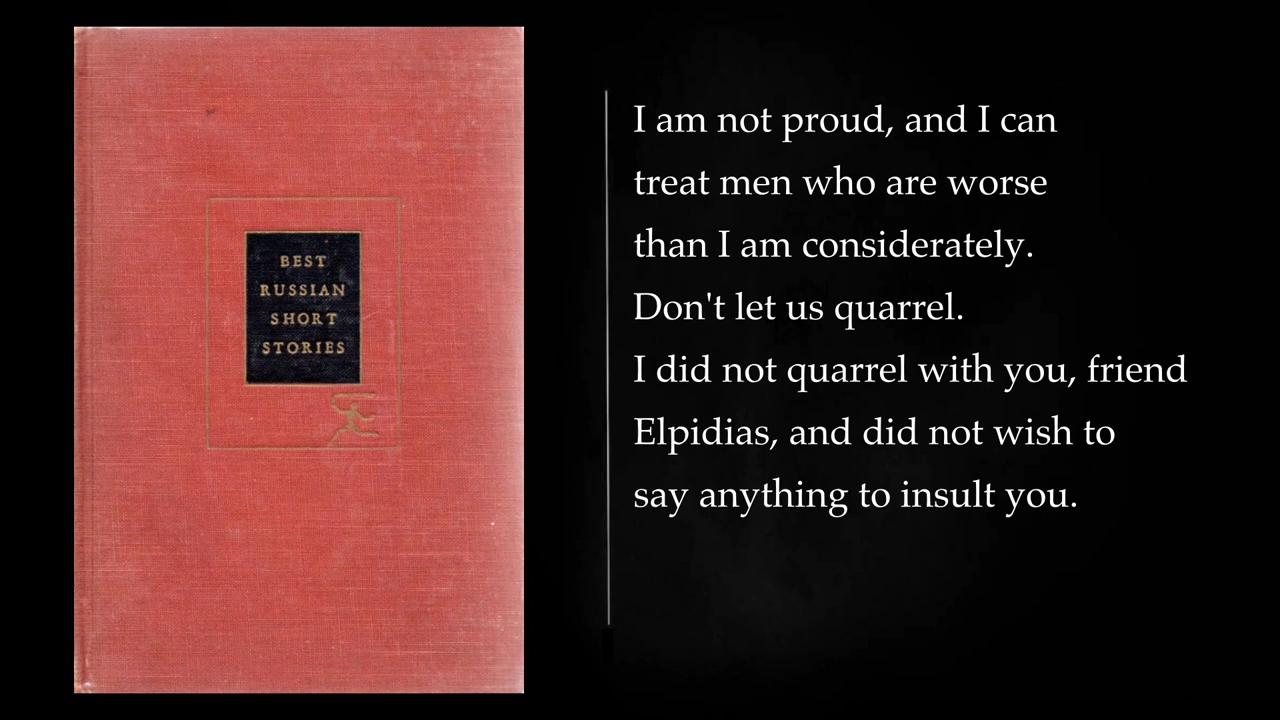 BEST
RUSSIAN
SHORT
STORIES
I am not proud, and I can
treat men who are worse
than I am considerately.
Don't let us quarrel.
I did not quarrel with you, friend
Elpidias, and did not wish to
say anything to insult you.